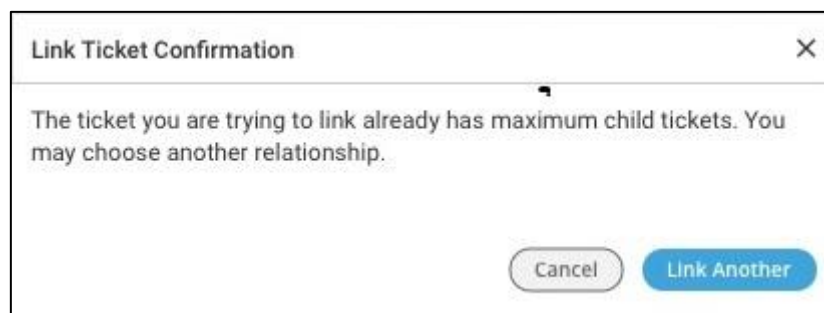 Link Ticket Confirmation
The ticket you are trying to link already has maximum child tickets. You
may choose another relationship.
Cancel
Link Another